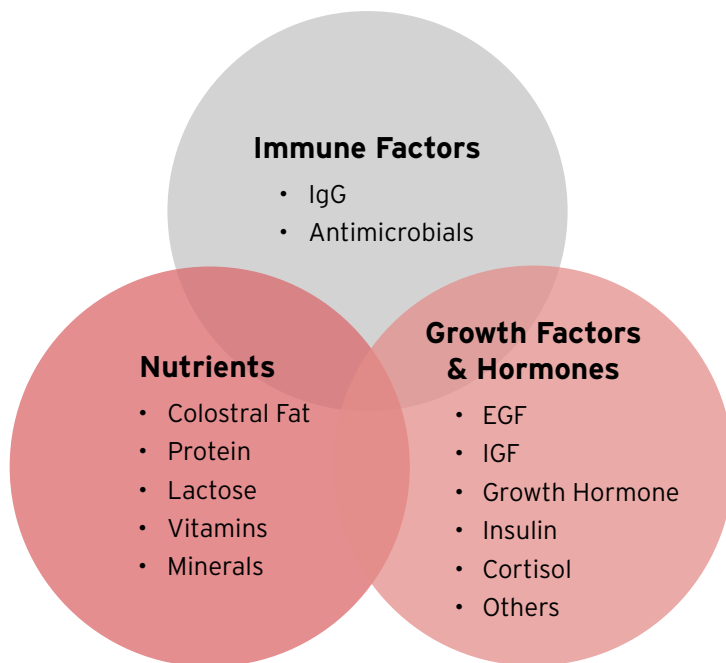 Immune Factors
• IgG
• Antimicrobials
Nutrients
• Colostral Fat
• Protein
• Lactose
• Vitamins
• Minerals
Growth Factors
& Hormones
• EGF
• IGF
• Growth Hormone
• Insulin
• Cortisol
• Others